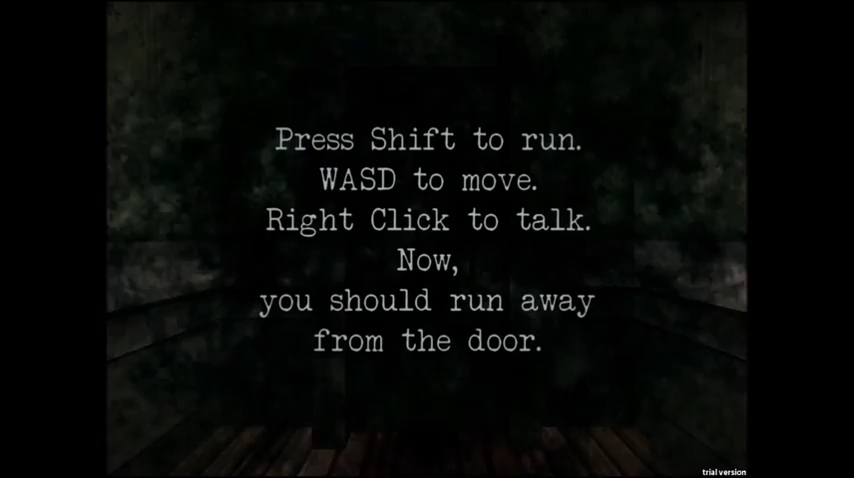 Press Shift to run.
WASD to move.
Right Click to talk.
Now,
you should run away
from the door.
trial version